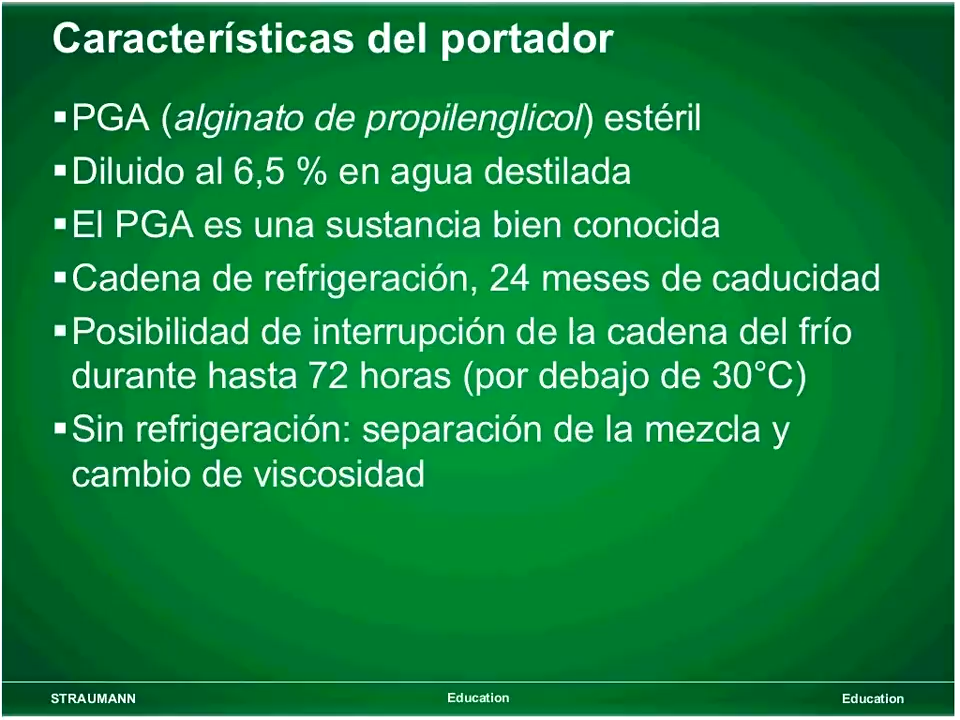 Características del portador
▪PGA (alginato de propilenglicol) estéril
▪Diluido al 6,5 % en agua destilada
▪El PGA es una sustancia bien conocida
▪Cadena de refrigeración, 24 meses de caducidad
▪Posibilidad de interrupción de la cadena del frío
durante hasta 72 horas (por debajo de 30°C)
▪Sin refrigeración: separación de la mezcla y
cambio de viscosidad
STRAUMANN Education Education